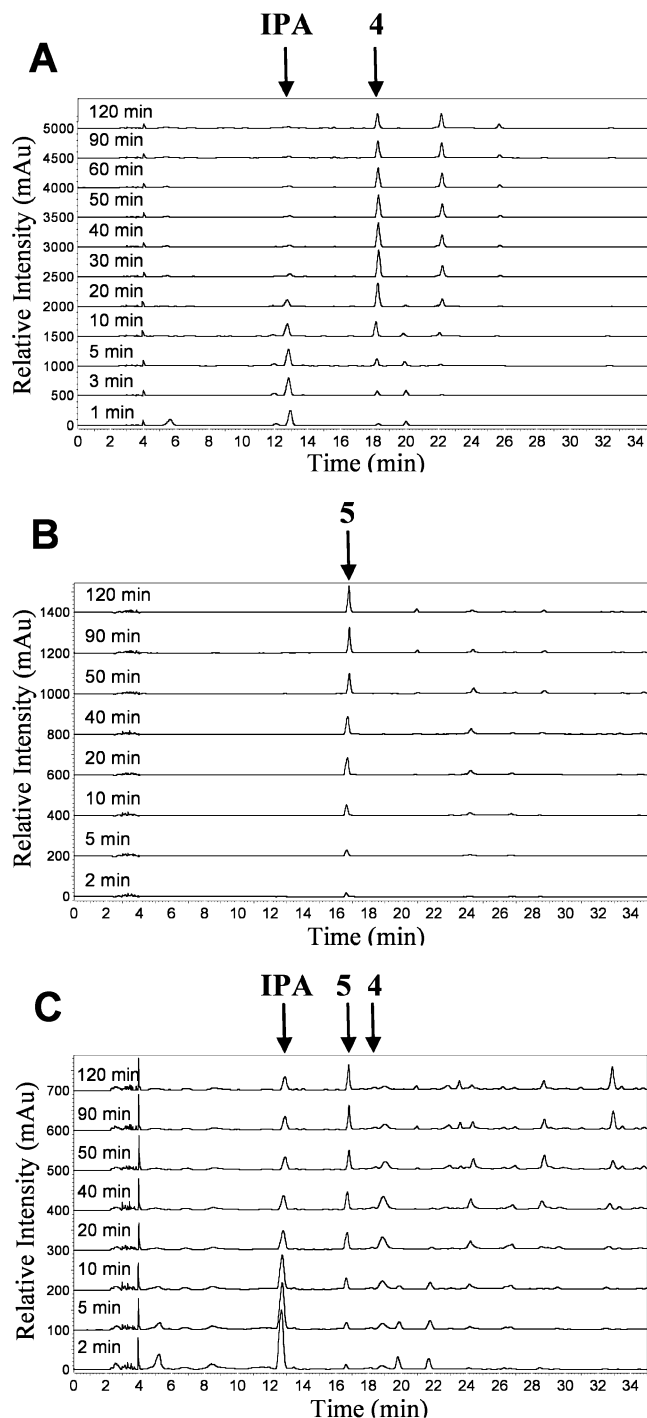 IPA 4
A
120 min
5000
90 min
4500
60 min
4000
50 min
3500
40 min
3000
30 min
2500
20 min
2000
10 min
1500
5 min
1000
3 min
500
1 min
0
Relative Intensity (mAu)
0 2 4 6 8 10 12 14 16 18 20 22 24 26 28 30 32 34
Time (min)
5
B
120 min
1400
90 min
1200
50 min
1000
40 min
800
20 min
600
10 min
400
5 min
200
2 min
0
Relative Intensity (mAu)
0 2 4 6 8 10 12 14 16 18 20 22 24 26 28 30 32 34
Time (min)
IPA 5 4
C
120 min
700
90 min
600
50 min
500
40 min
400
20 min
300
10 min
200
5 min
100
2 min
0
Relative Intensity (mAu)
0 2 4 6 8 10 12 14 16 18 20 22 24 26 28 30 32 34
Time (min)